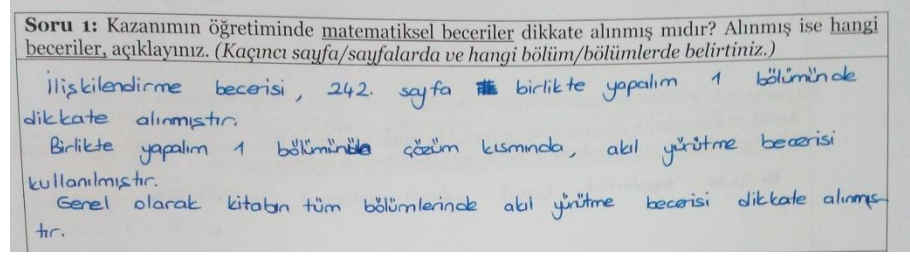 Soru 1: Kazanımın öğretiminde matematiksel beceriler dikkate alınmış mıdır? Alınmış ise hangi
beceriler, açıklayınız. (Kaçıncı sayfa/sayfalarda ve hangi bölüm/bölümlerde belirtiniz.)
İlişkilendirme becerisi, 242. sayfa birlikte yapalım 1 bölümünde
dikkate alınmıştır.
Birlikte yapalım 1 bölümünde çözüm kısmında, akıl yürütme becerisi
kullanılmıştır.
Genel olarak kitabın tüm bölümlerinde akıl yürütme becerisi dikkate alınmış-
tır.